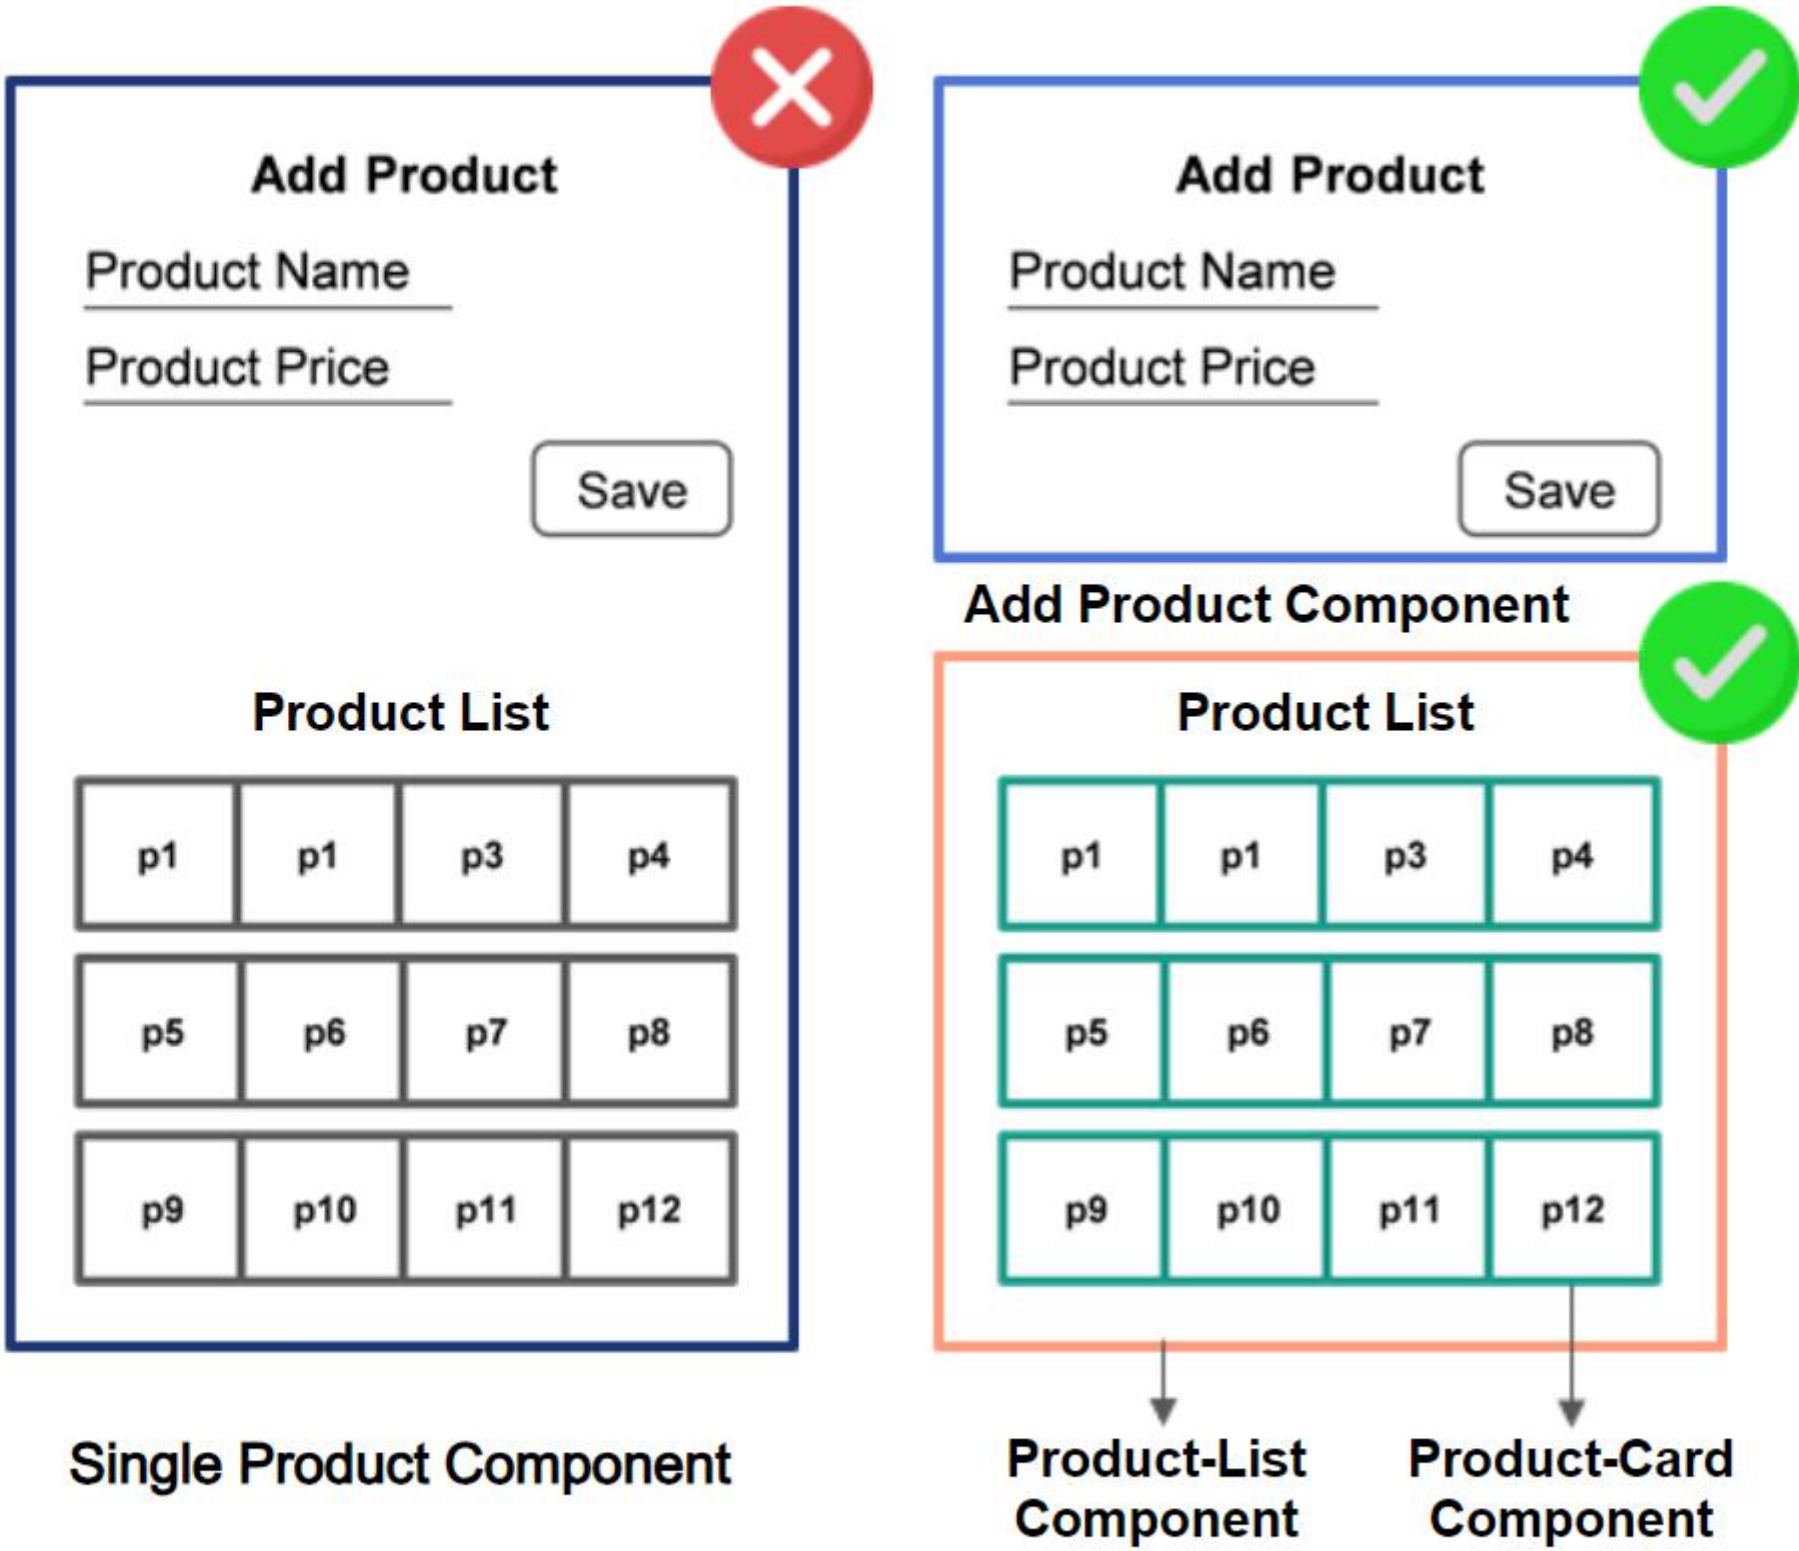 Add Product
Product Name
Product Price
Save
Product List
p1 p1 p3 p4
p5 p6 p7 p8
p9 p10 p11 p12
Single Product Component
Add Product
Product Name
Product Price
Save
Add Product Component
Product List
p1 p1 p3 p4
p5 p6 p7 p8
p9 p10 p11 p12
Product-List
Component
Product-Card
Component